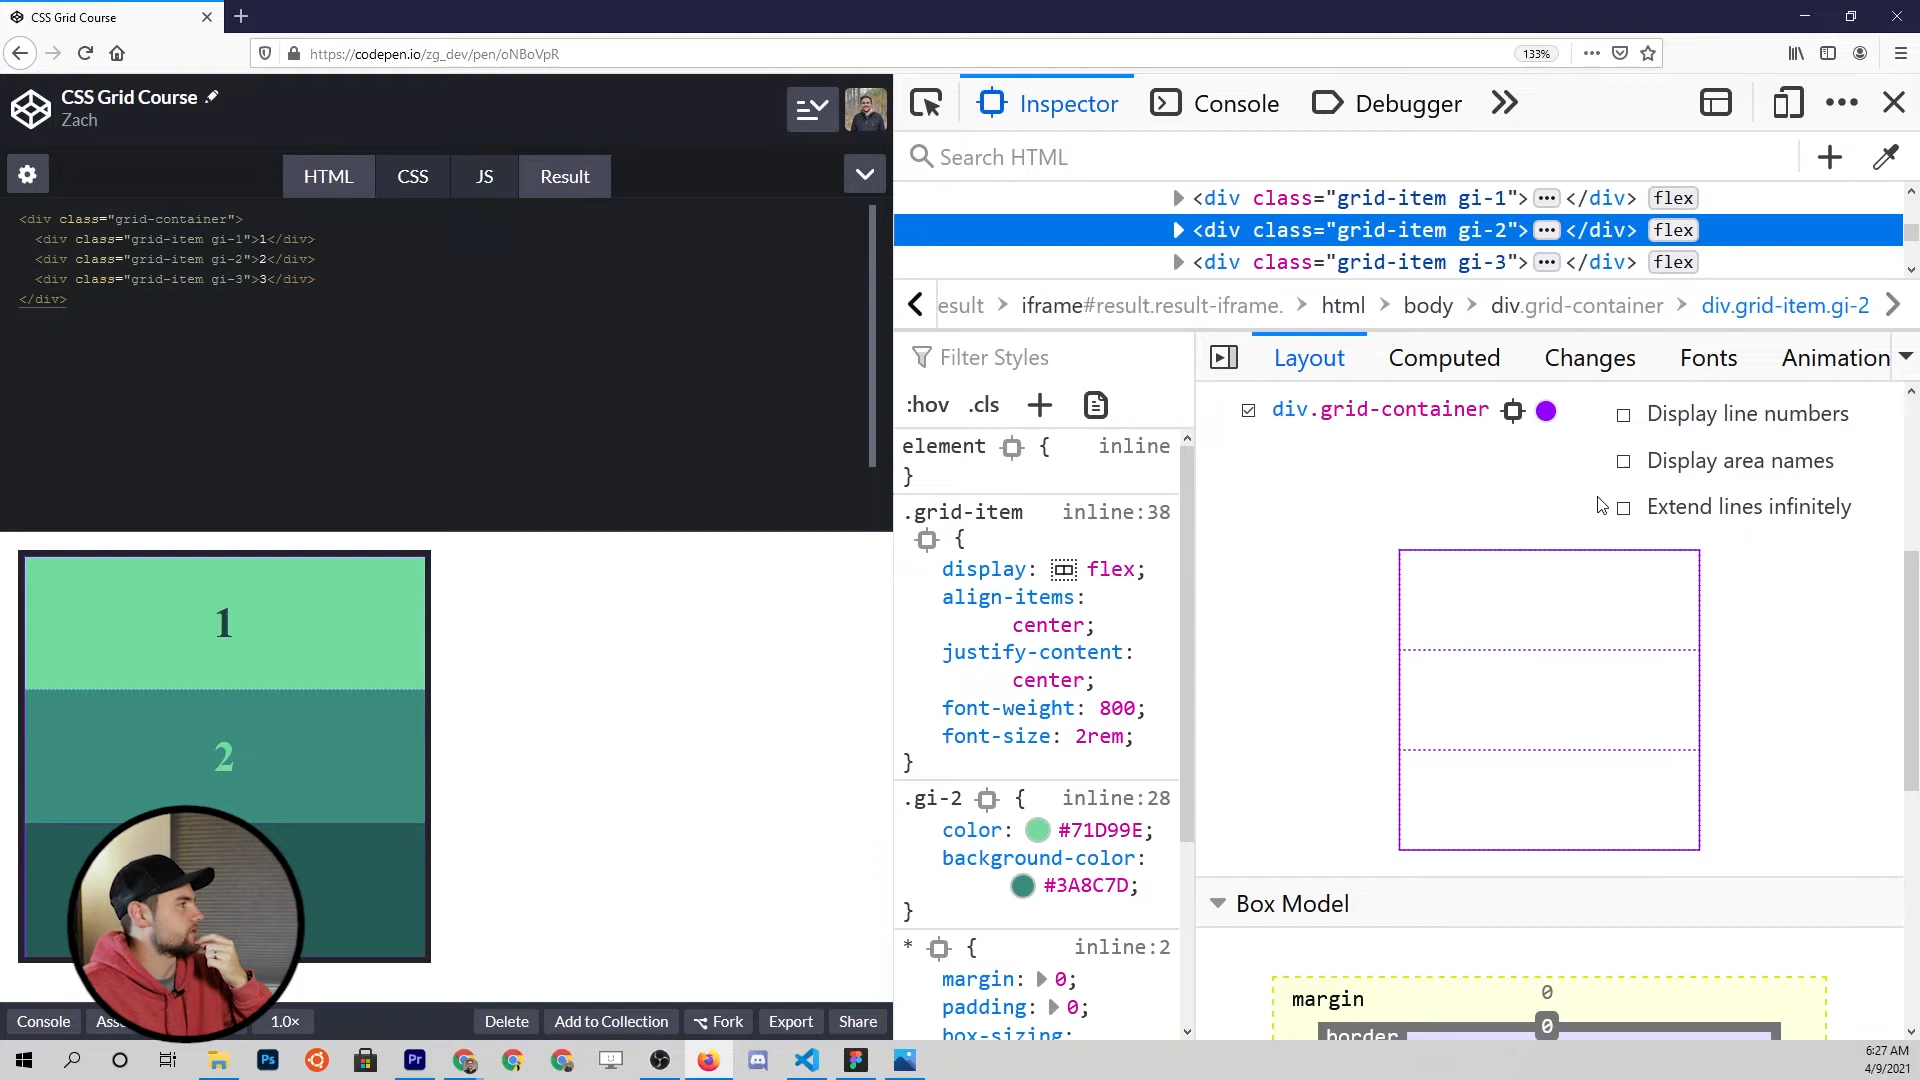 CSS Grid Course
https://codepen.io/zg_dev/pen/oNBoVpR
133%
CSS Grid Course
Zach
HTML
CSS
JS
Result
<div class="grid-container">
<div class="grid-item gi-1">1</div>
<div class="grid-item gi-2">2</div>
<div class="grid-item gi-3">3</div>
</div>
1
2
Console
Ass
1.0×
Delete
Add to Collection
Fork
Export
Share
Inspector
Console
Debugger
Search HTML
<div class="grid-item gi-1"> ••• </div> flex
<div class="grid-item gi-2"> ••• </div> flex
<div class="grid-item gi-3"> ••• </div> flex
esult
iframe#result.result-iframe.
html
body
div.grid-container
div.grid-item.gi-2
Filter Styles
:hov .cls
element { inline
}
.grid-item inline:38
{
display: flex;
align-items:
center;
justify-content:
center;
font-weight: 800;
font-size: 2rem;
}
.gi-2 { inline:28
color: #71D99E;
background-color:
#3A8C7D;
}
* { inline:2
margin: 0;
padding: 0;
box-sizing:
Layout
Computed
Changes
Fonts
Animation
div.grid-container
Display line numbers
Display area names
Extend lines infinitely
Box Model
margin
0
border
0
Ps
Pr
6:27 AM
4/9/2021